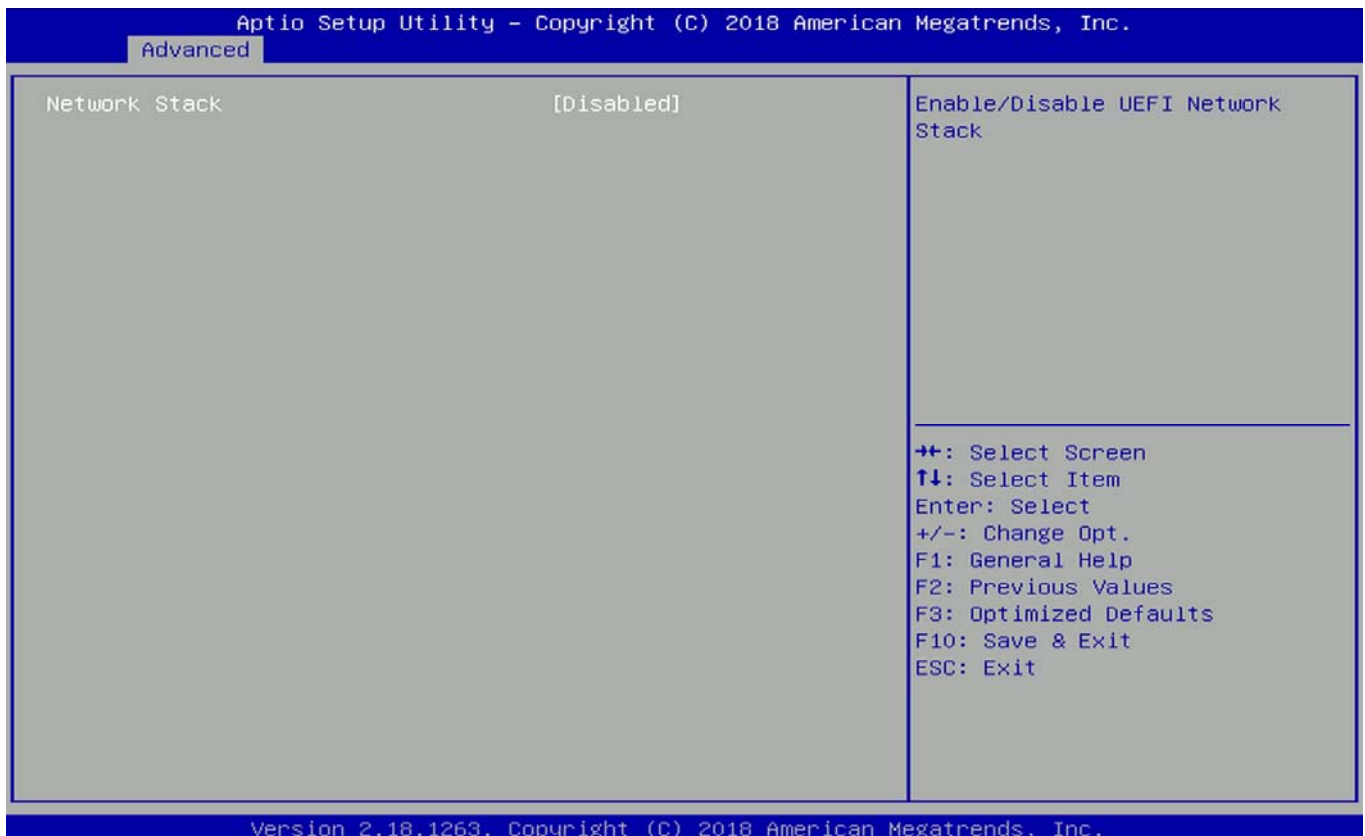 Aptio Setup Utility – Copyright (C) 2018 American Megatrends, Inc.
Advanced
Network Stack [Disabled]
Enable/Disable UEFI Network
Stack
→←: Select Screen
↑↓: Select Item
Enter: Select
+/-: Change Opt.
F1: General Help
F2: Previous Values
F3: Optimized Defaults
F10: Save & Exit
ESC: Exit
Version 2.18.1263. Copyright (C) 2018 American Megatrends, Inc.